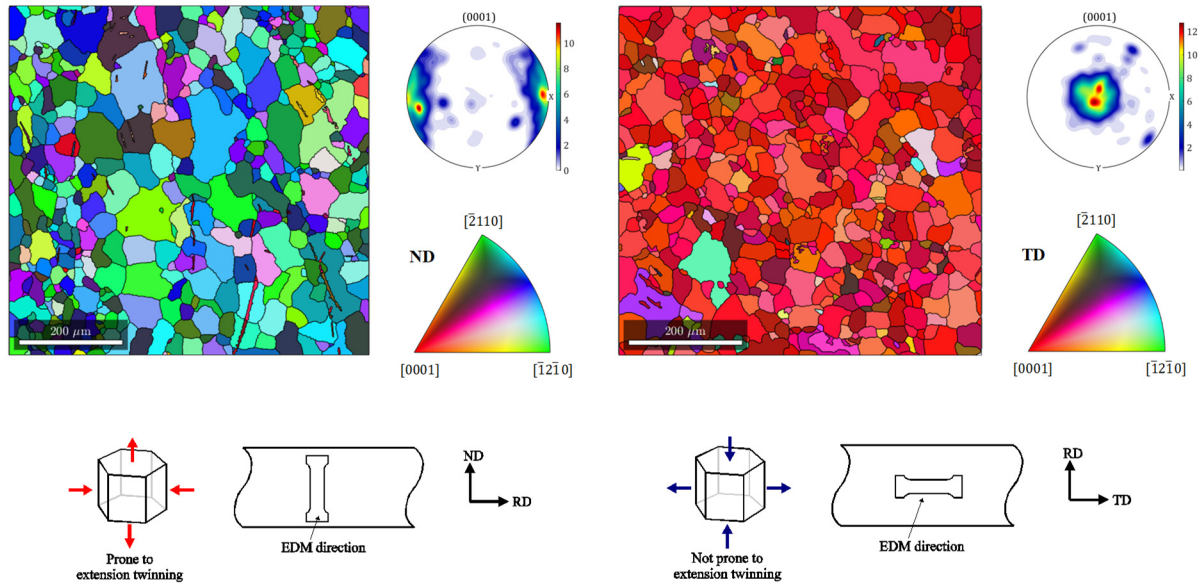 (0001)
10
8
6
4
2
0
X
Y
[2̄110]
ND
[0001]
[1̄21̄0]
200 μm
(0001)
12
10
8
6
4
2
X
Y
[2̄110]
TD
[0001]
[1̄21̄0]
200 μm
Prone to
extension twinning
EDM direction
ND
RD
Not prone to
extension twinning
EDM direction
RD
TD